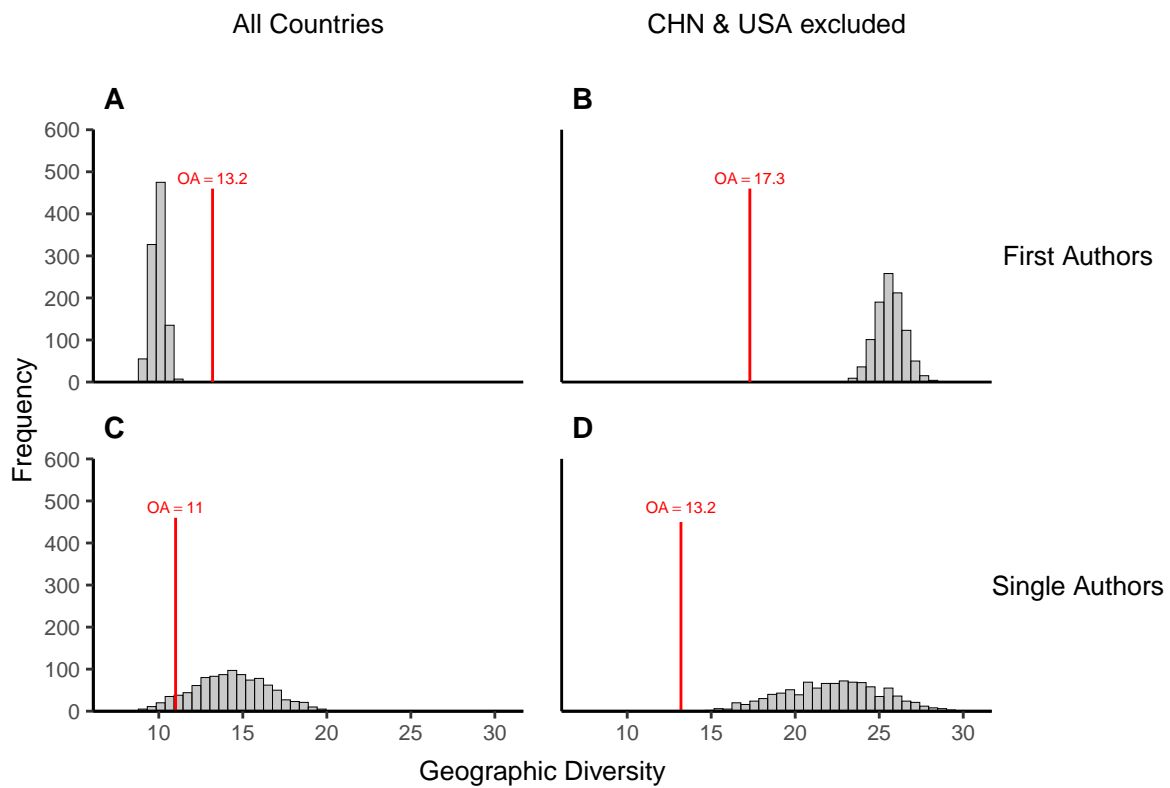 All Countries
CHN & USA excluded
A
B
600
500
400
300
200
100
0
OA = 13.2
OA = 17.3
First Authors
C
D
600
500
400
300
200
100
0
OA = 11
OA = 13.2
Single Authors
10 15 20 25 30
10 15 20 25 30
Frequency
Geographic Diversity